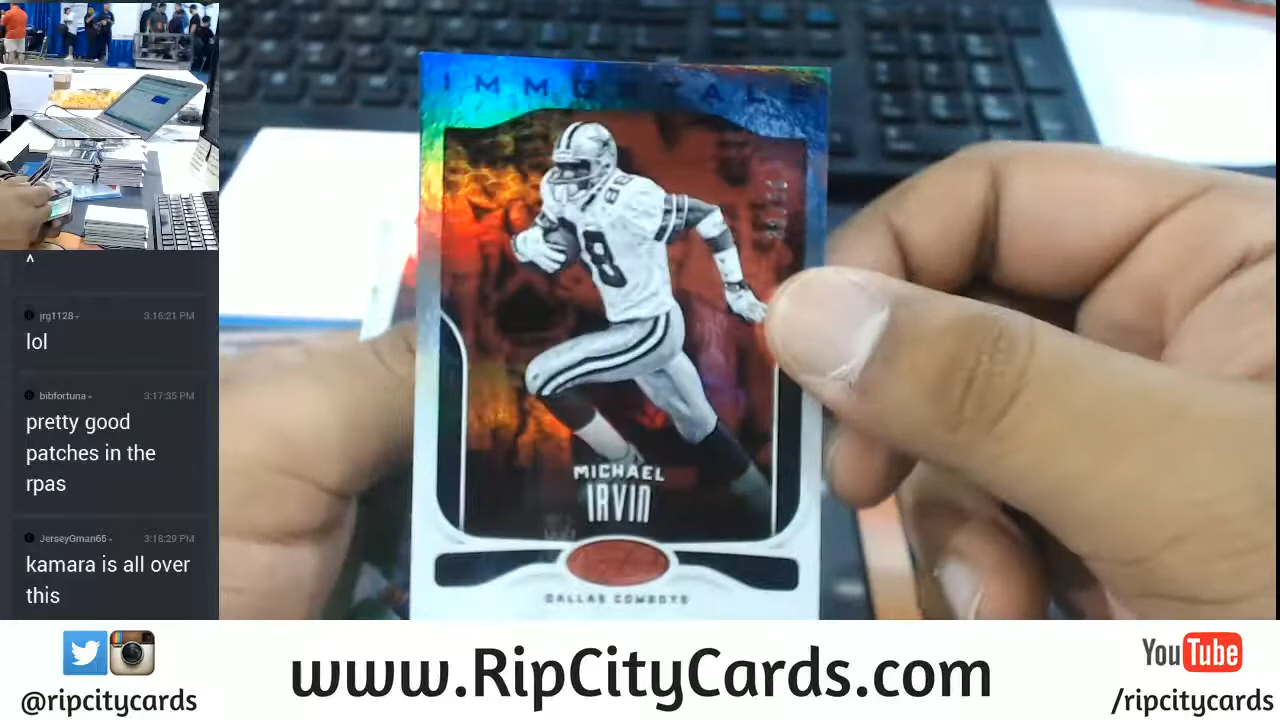 ^
jrg1128-
3:16:21 PM
lol
bibfortuna-
3:17:35 PM
pretty good
patches in the
rpas
JerseyGman65-
3:18:29 PM
kamara is all over
this
IMMORTALS
88
88
MICHAEL
IRVIN
DALLAS COWBOYS
@ripcitycards
www.RipCityCards.com
YouTube
/ripcitycards